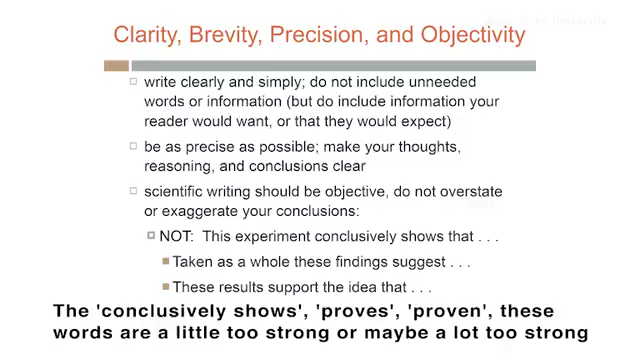 Clarity, Brevity, Precision, and Objectivity
write clearly and simply; do not include unneeded
words or information (but do include information your
reader would want, or that they would expect)
be as precise as possible; make your thoughts,
reasoning, and conclusions clear
scientific writing should be objective, do not overstate
or exaggerate your conclusions:
NOT: This experiment conclusively shows that . . .
Taken as a whole these findings suggest . . .
These results support the idea that . . .
The 'conclusively shows', 'proves', 'proven', these
words are a little too strong or maybe a lot too strong